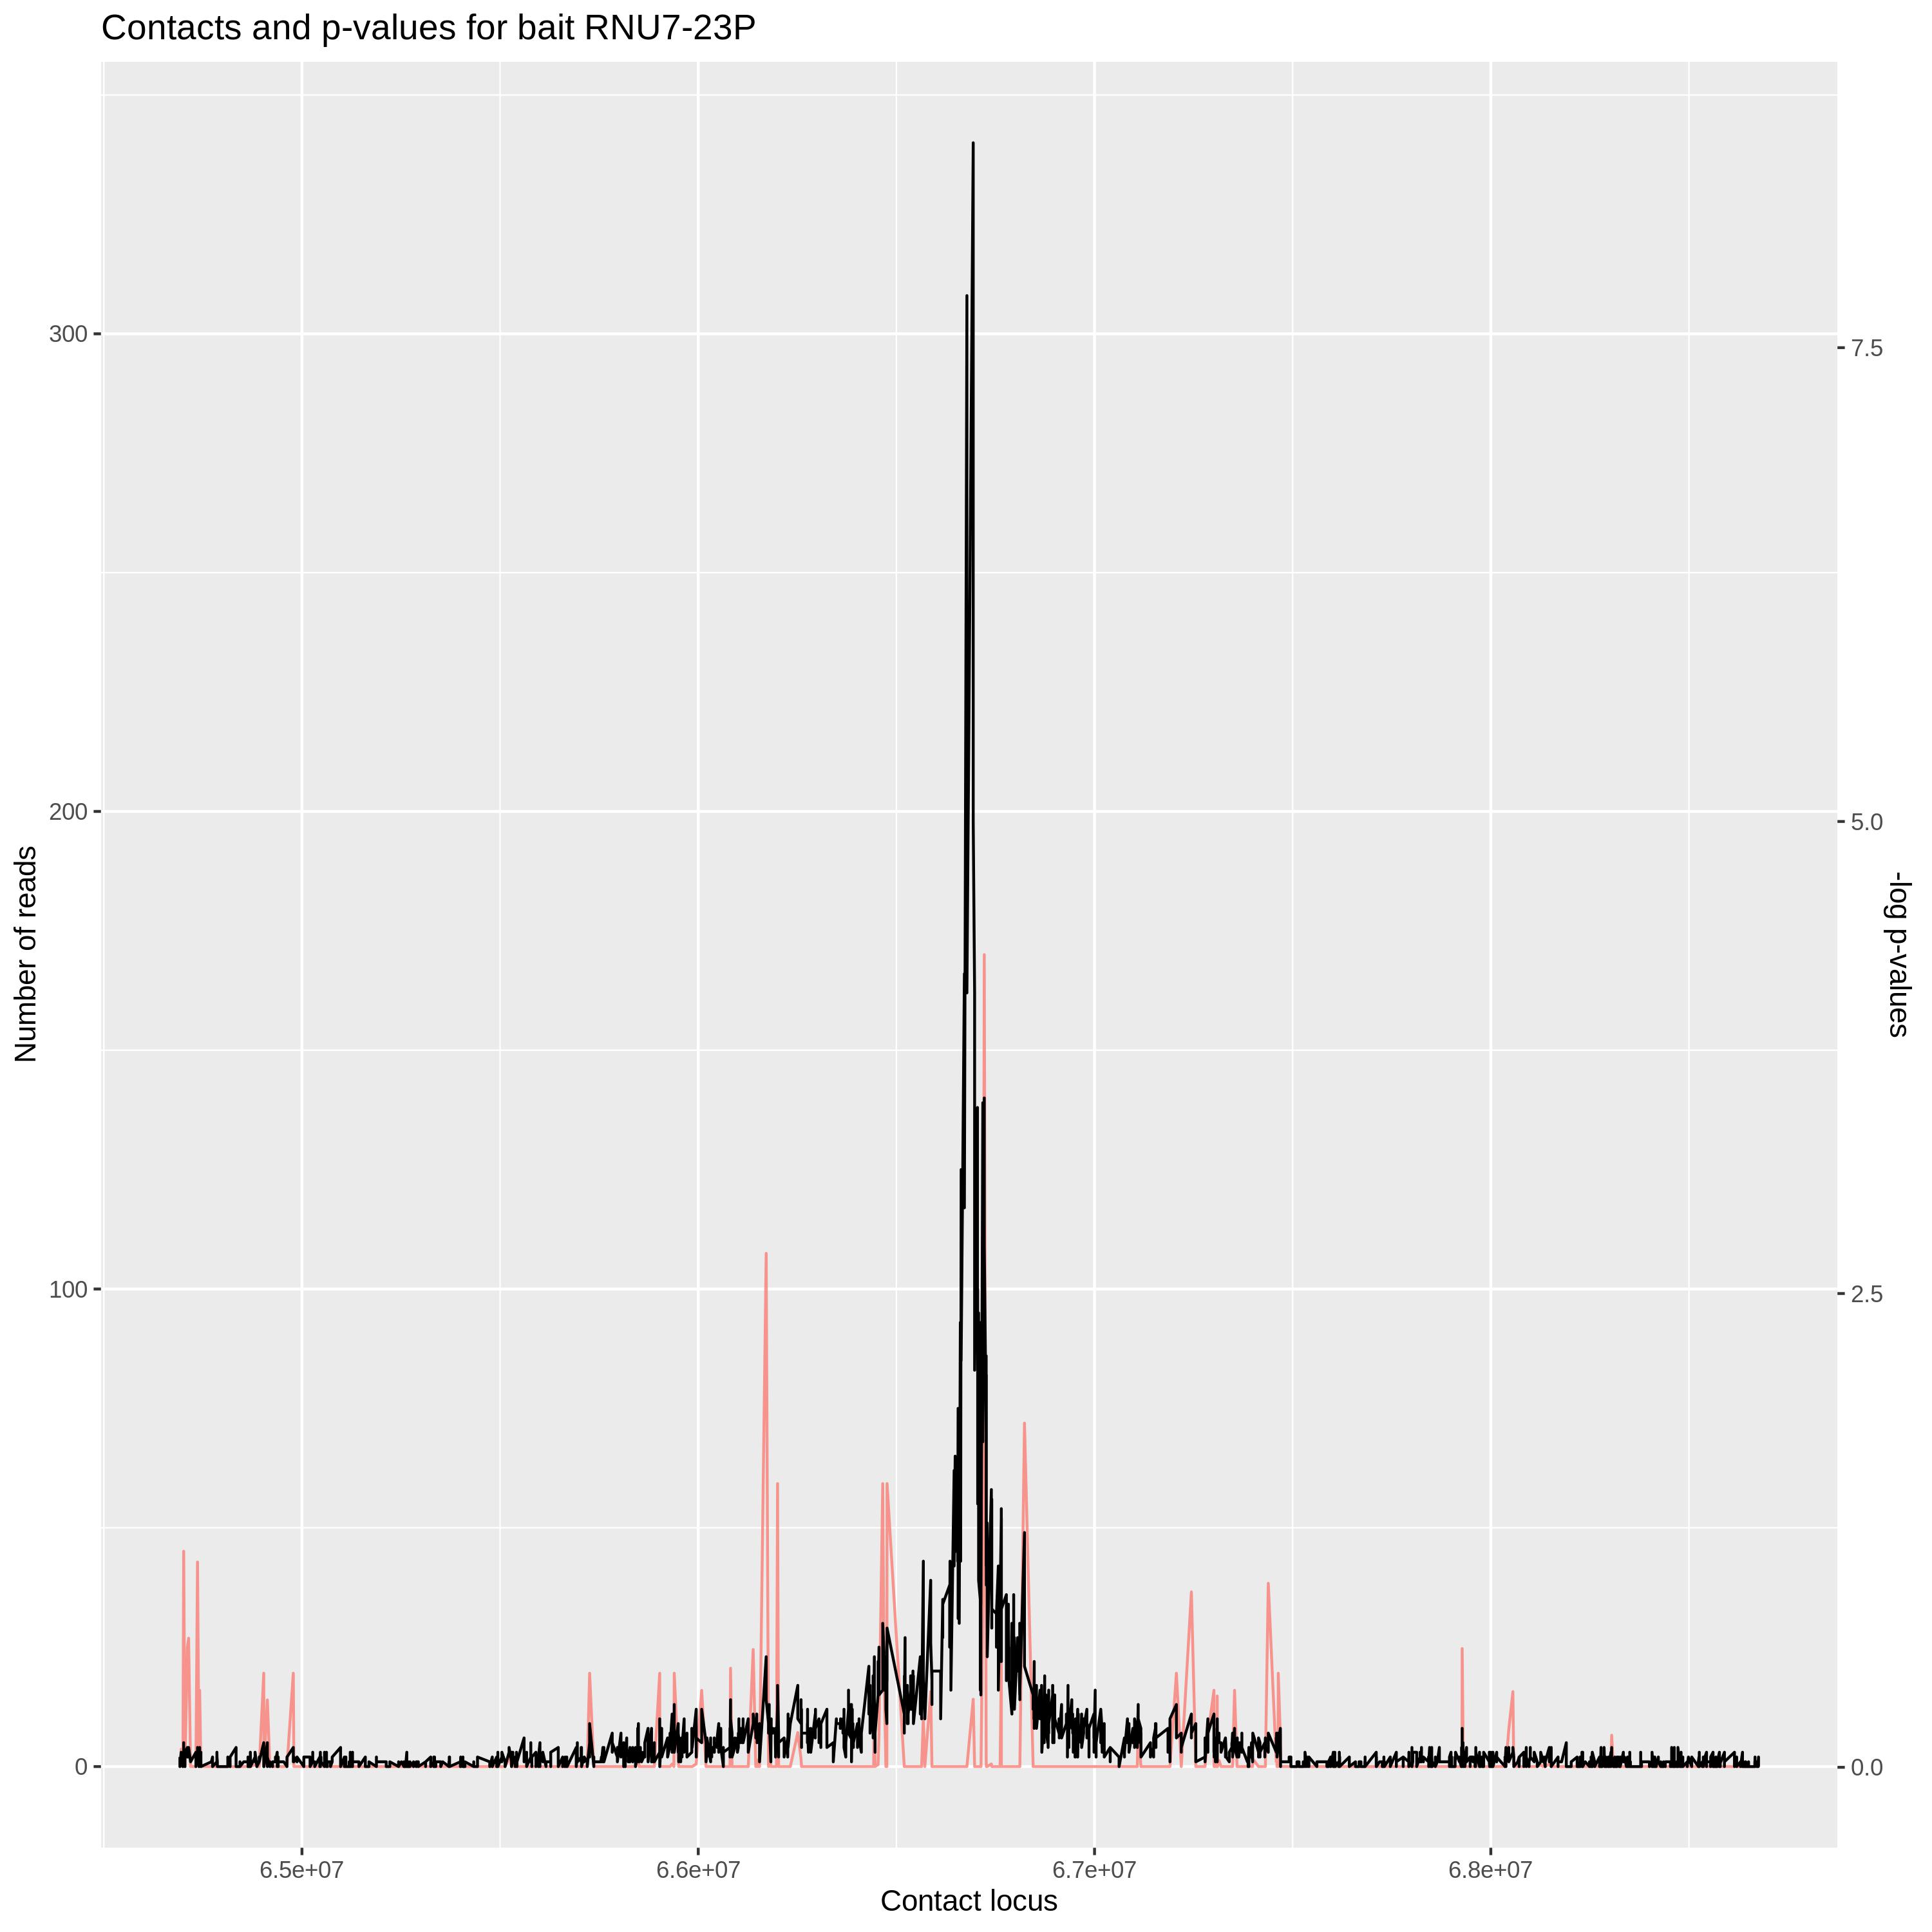 Contacts and p-values for bait RNU7-23P
300
200
100
0
7.5
5.0
2.5
0.0
Number of reads
-log p-values
6.5e+07 6.6e+07 6.7e+07 6.8e+07
Contact locus